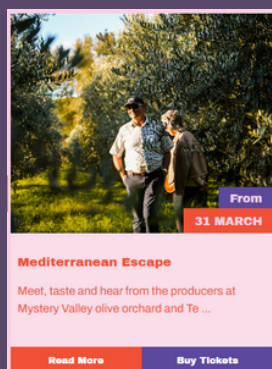 From
31 MARCH
Mediterranean Escape
Meet, taste and hear from the producers at
Mystery Valley olive orchard and Te ...
Read More
Buy Tickets